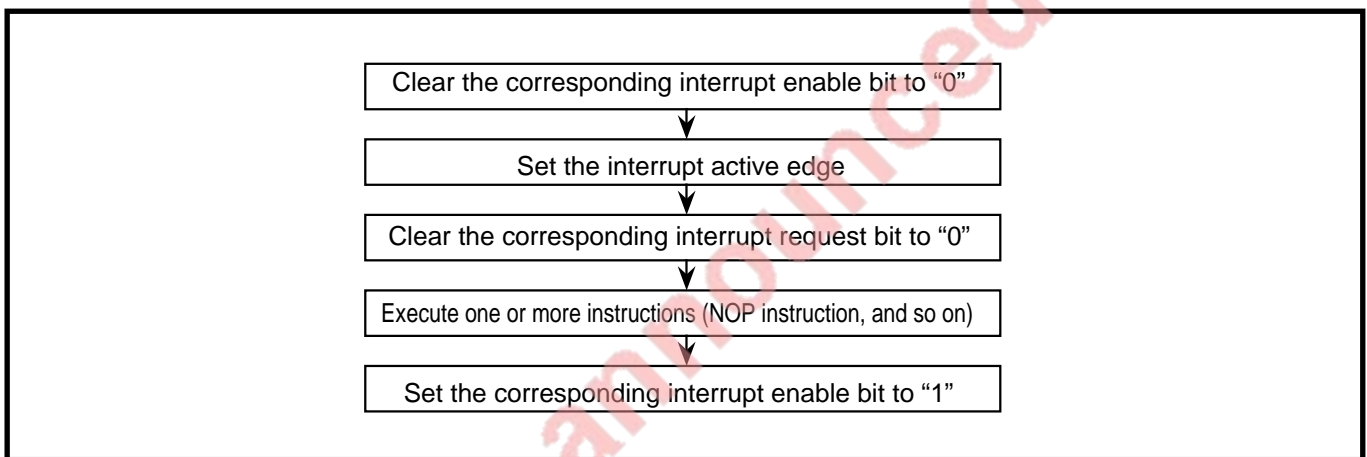 Clear the corresponding interrupt enable bit to “0”
Set the interrupt active edge
Clear the corresponding interrupt request bit to “0”
Execute one or more instructions (NOP instruction, and so on)
Set the corresponding interrupt enable bit to “1”
announced